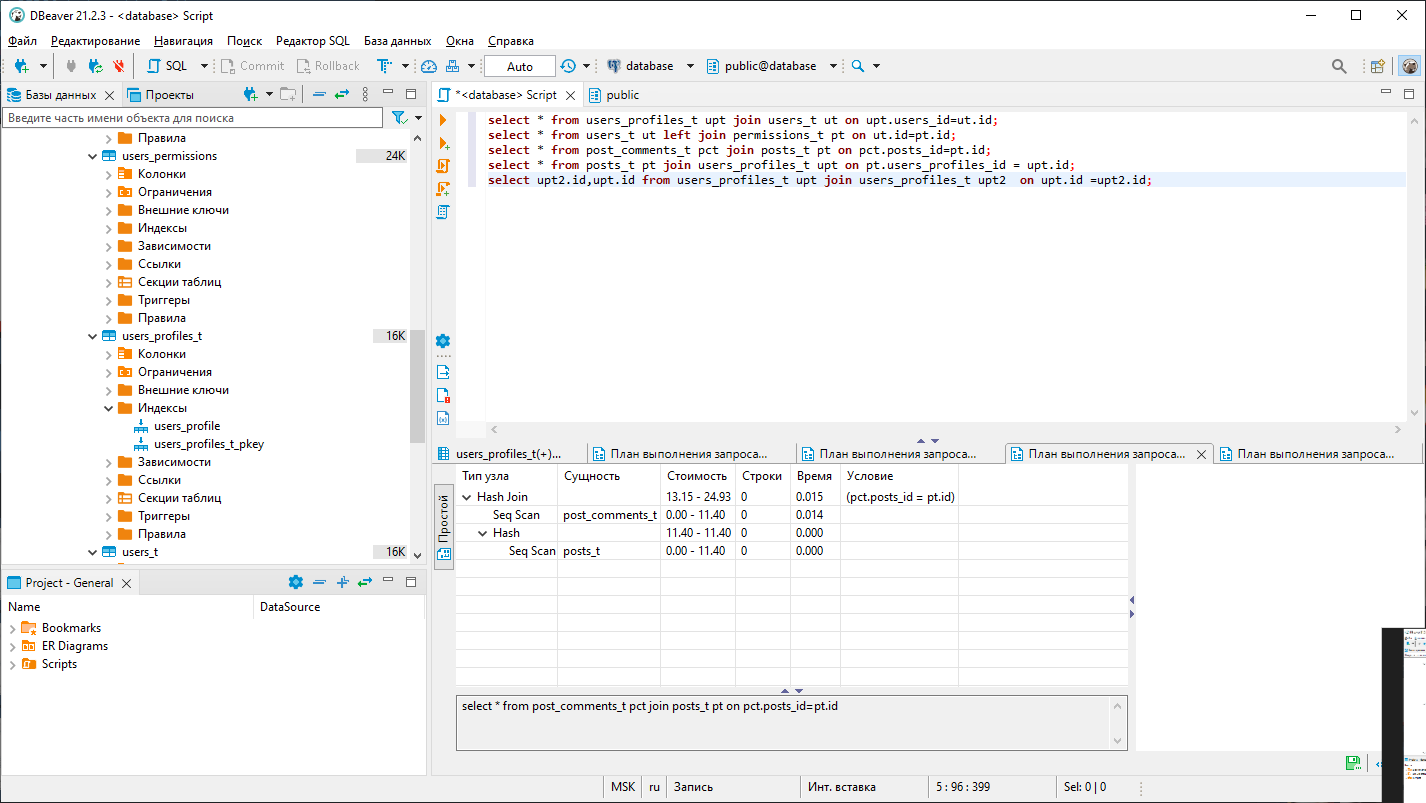 DBeaver 21.2.3 - <database> Script
Файл Редактирование Навигация Поиск Редактор SQL База данных Окна Справка
SQL Commit Rollback Auto database public@database
Базы данных Проекты
Введите часть имени объекта для поиска
Правила
users_permissions 24K
Колонки
Ограничения
Внешние ключи
Индексы
Зависимости
Ссылки
Секции таблиц
Триггеры
Правила
users_profiles_t 16K
Колонки
Ограничения
Внешние ключи
Индексы
users_profile
users_profiles_t_pkey
Зависимости
Ссылки
Секции таблиц
Триггеры
Правила
users_t 16K
Project - General
Name DataSource
Bookmarks
ER Diagrams
Scripts
*<database> Script public
select * from users_profiles_t upt join users_t ut on upt.users_id=ut.id;
select * from users_t ut left join permissions_t pt on ut.id=pt.id;
select * from post_comments_t pct join posts_t pt on pct.posts_id=pt.id;
select * from posts_t pt join users_profiles_t upt on pt.users_profiles_id = upt.id;
select upt2.id,upt.id from users_profiles_t upt join users_profiles_t upt2  on upt.id =upt2.id;
users_profiles_t(+)... План выполнения запроса... План выполнения запроса... План выполнения запроса... План выполнения запроса...
Простой
Тип узла Сущность Стоимость Строки Время Условие
Hash Join 13.15 - 24.93 0 0.015 (pct.posts_id = pt.id)
Seq Scan post_comments_t 0.00 - 11.40 0 0.014
Hash 11.40 - 11.40 0 0.000
Seq Scan posts_t 0.00 - 11.40 0 0.000
select * from post_comments_t pct join posts_t pt on pct.posts_id=pt.id
MSK ru Запись Инт. вставка 5 : 96 : 399 Sel: 0 | 0